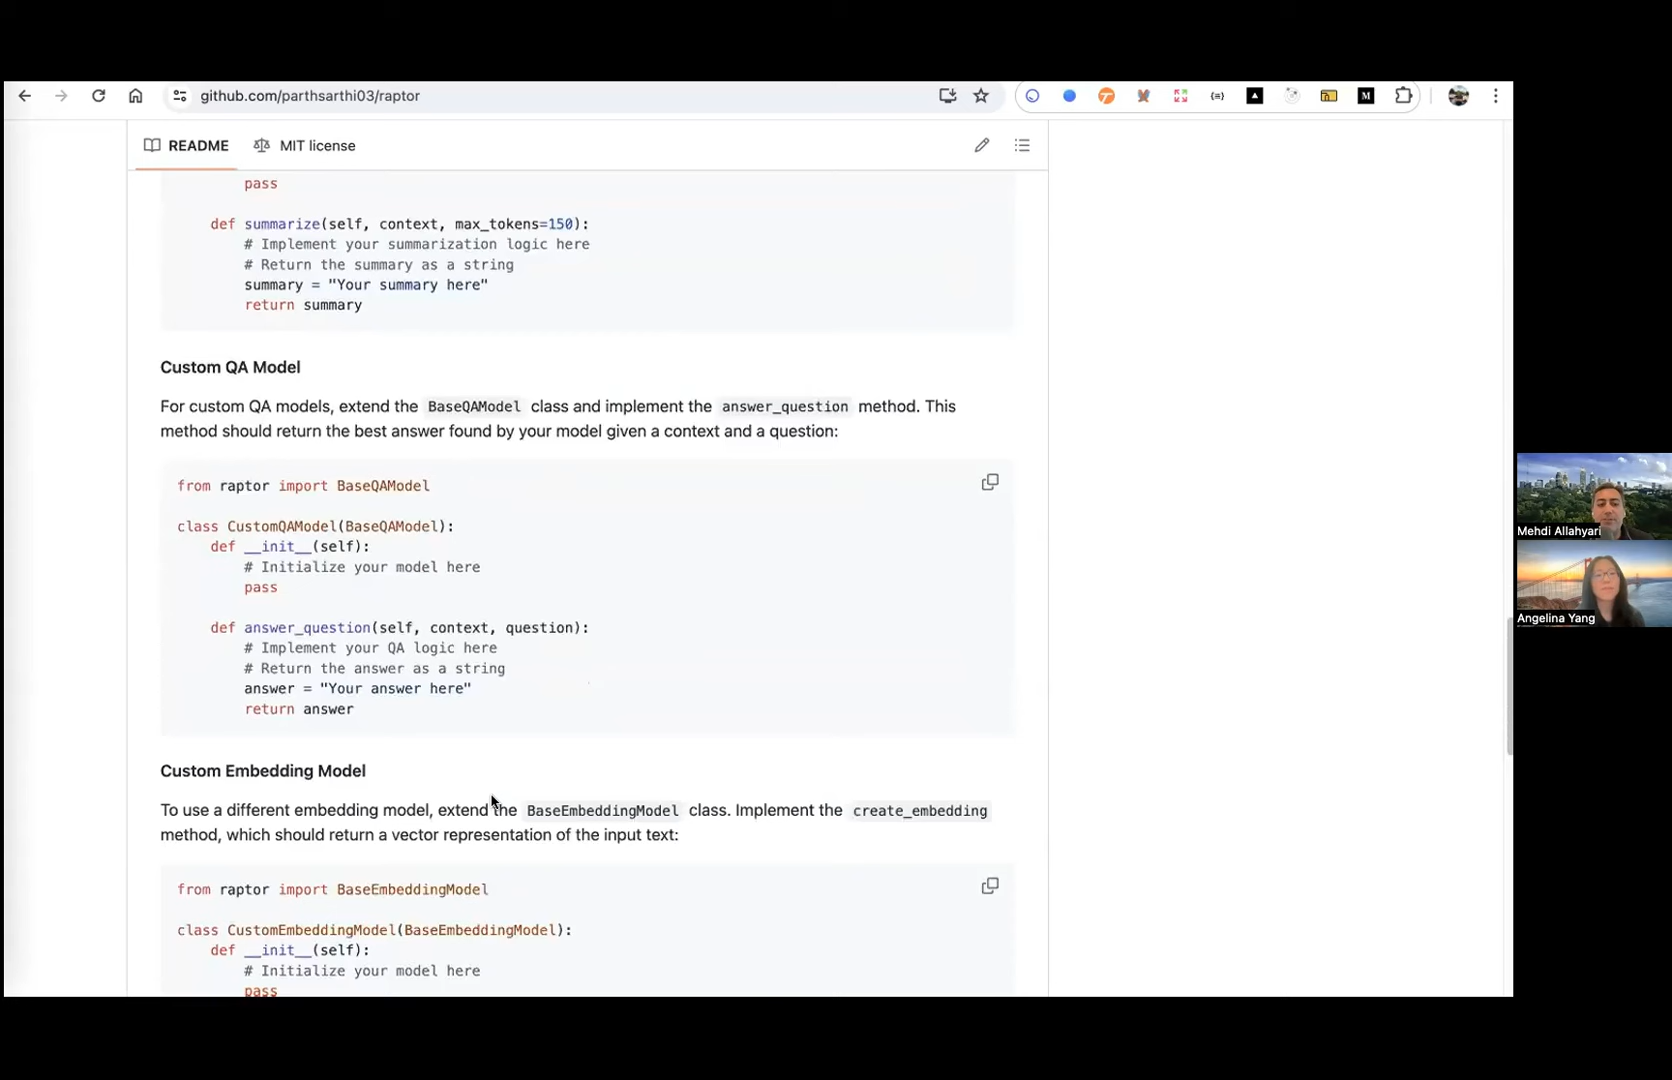 github.com/parthsarthi03/raptor
README MIT license
pass
def summarize(self, context, max_tokens=150):
# Implement your summarization logic here
# Return the summary as a string
summary = "Your summary here"
return summary
Custom QA Model
For custom QA models, extend the BaseQAModel class and implement the answer_question method. This
method should return the best answer found by your model given a context and a question:
from raptor import BaseQAModel
class CustomQAModel(BaseQAModel):
def __init__(self):
# Initialize your model here
pass
def answer_question(self, context, question):
# Implement your QA logic here
# Return the answer as a string
answer = "Your answer here"
return answer
Custom Embedding Model
To use a different embedding model, extend the BaseEmbeddingModel class. Implement the create_embedding
method, which should return a vector representation of the input text:
from raptor import BaseEmbeddingModel
class CustomEmbeddingModel(BaseEmbeddingModel):
def __init__(self):
# Initialize your model here
pass
Mehdi Allahyari
Angelina Yang